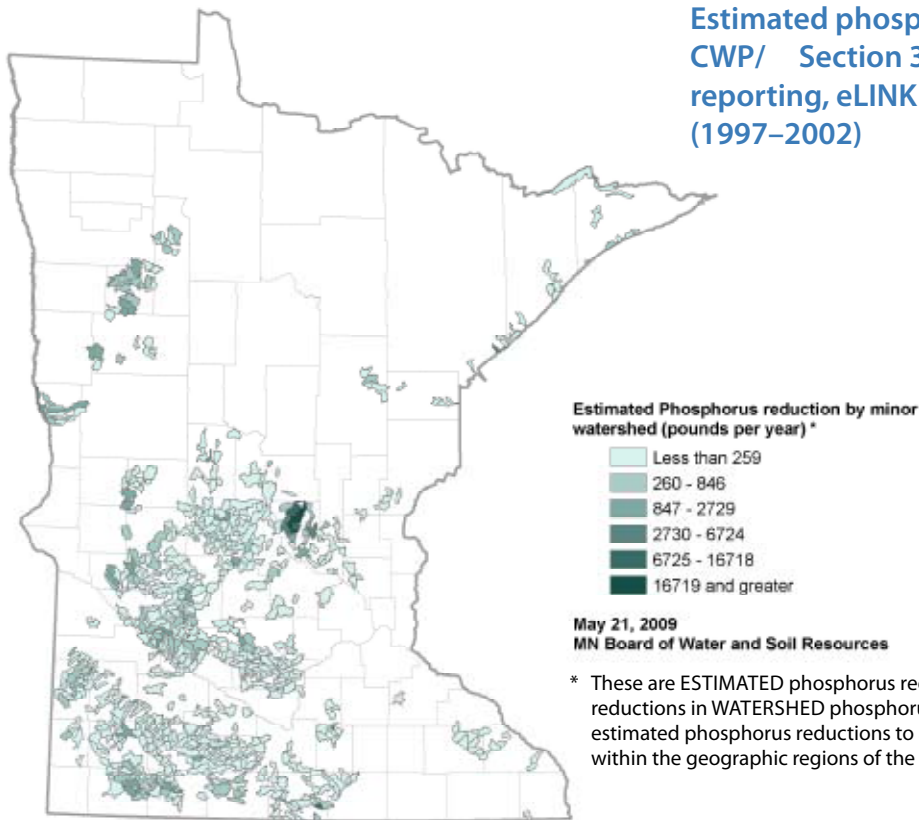 Estimated phosp
CWP/ Section 3
reporting, eLINK
(1997–2002)
Estimated Phosphorus reduction by minor
watershed (pounds per year) *
Less than 259
260 - 846
847 - 2729
2730 - 6724
6725 - 16718
16719 and greater
May 21, 2009
MN Board of Water and Soil Resources
* These are ESTIMATED phosphorus re
reductions in WATERSHED phosphoru
estimated phosphorus reductions to
within the geographic regions of the